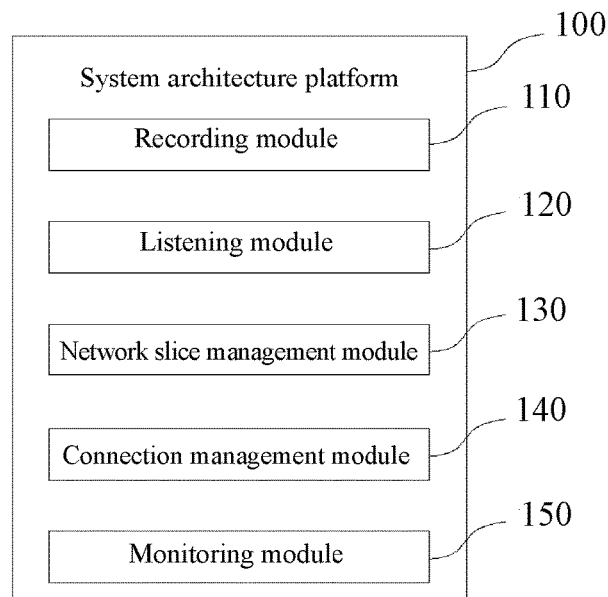 100
System architecture platform
110
Recording module
120
Listening module
130
Network slice management module
140
Connection management module
150
Monitoring module